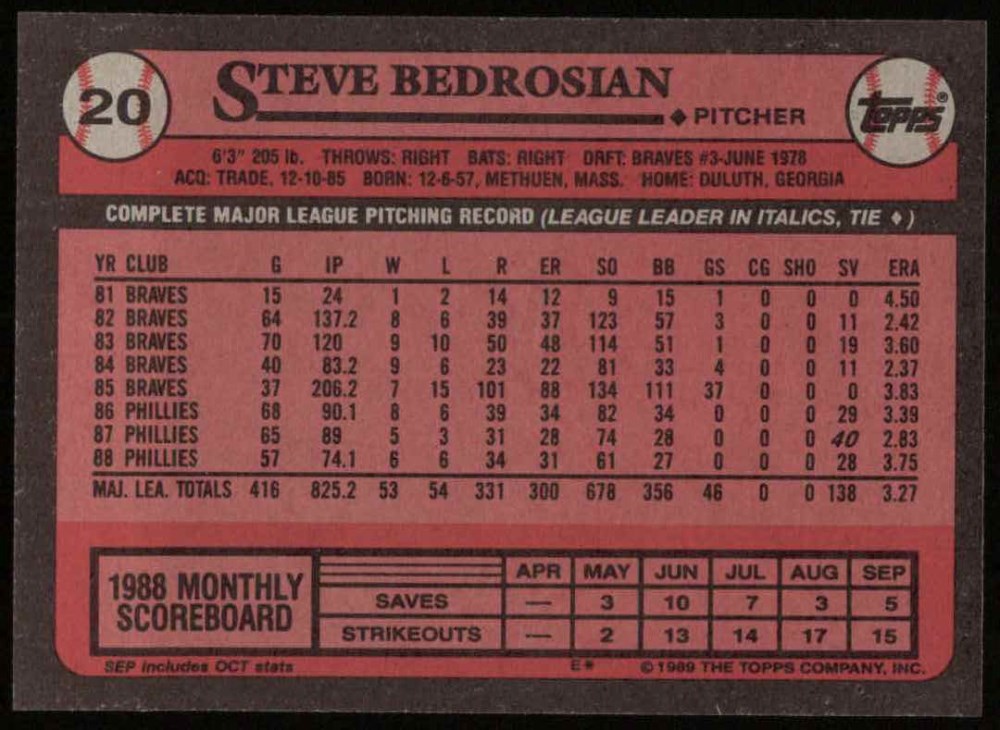 20
STEVE BEDROSIAN
♦ PITCHER
topps®
6'3" 205 lb. THROWS: RIGHT BATS: RIGHT DRFT: BRAVES #3-JUNE 1978
ACQ: TRADE, 12-10-85 BORN: 12-6-57, METHUEN, MASS. HOME: DULUTH, GEORGIA
COMPLETE MAJOR LEAGUE PITCHING RECORD (LEAGUE LEADER IN ITALICS, TIE ♦)
YR CLUB G IP W L R ER SO BB GS CG SHO SV ERA
81 BRAVES 15 24 1 2 14 12 9 15 1 0 0 0 4.50
82 BRAVES 64 137.2 8 6 39 37 123 57 3 0 0 11 2.42
83 BRAVES 70 120 9 10 50 48 114 51 1 0 0 19 3.60
84 BRAVES 40 83.2 9 6 23 22 81 33 4 0 0 11 2.37
85 BRAVES 37 206.2 7 15 101 88 134 111 37 0 0 0 3.83
86 PHILLIES 68 90.1 8 6 39 34 82 34 0 0 0 29 3.39
87 PHILLIES 65 89 5 3 31 28 74 28 0 0 0 40 2.83
88 PHILLIES 57 74.1 6 6 34 31 61 27 0 0 0 28 3.75
MAJ. LEA. TOTALS 416 825.2 53 54 331 300 678 356 46 0 0 138 3.27
1988 MONTHLY
SCOREBOARD
APR MAY JUN JUL AUG SEP
SAVES — 3 10 7 3 5
STRIKEOUTS — 2 13 14 17 15
SEP includes OCT stats E* © 1989 THE TOPPS COMPANY, INC.